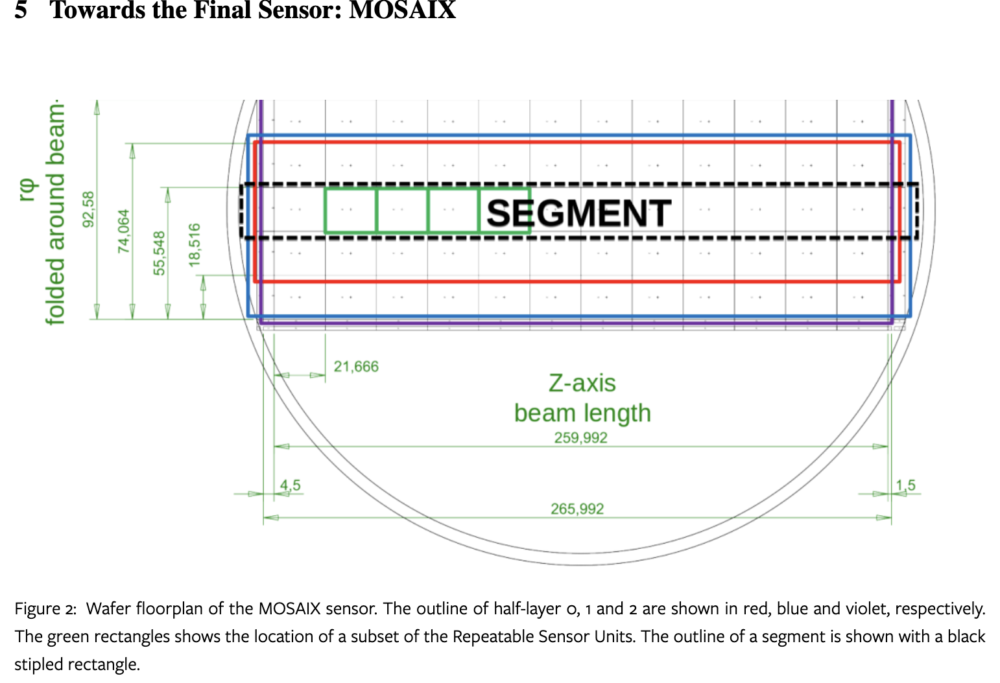 5 Towards the Final Sensor: MOSAIX
rφ
folded around beam-
92,58
74,064
55,548
18,516
SEGMENT
21,666
Z-axis
beam length
259,992
4,5
1,5
265,992
Figure 2: Wafer floorplan of the MOSAIX sensor. The outline of half-layer 0, 1 and 2 are shown in red, blue and violet, respectively.
The green rectangles shows the location of a subset of the Repeatable Sensor Units. The outline of a segment is shown with a black
stipled rectangle.